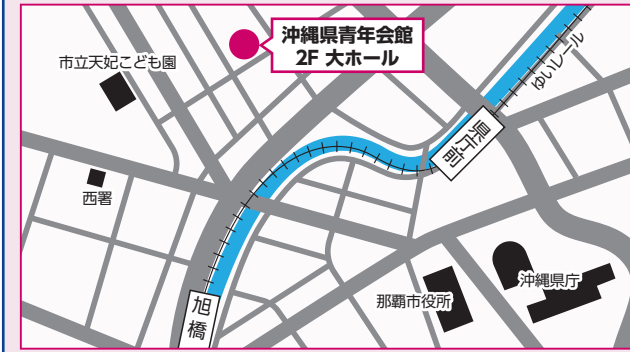 沖縄県青年会館
2F 大ホール
市立天妃こども園
ゆいレール
県庁前
西署
沖縄県庁
那覇市役所
旭橋